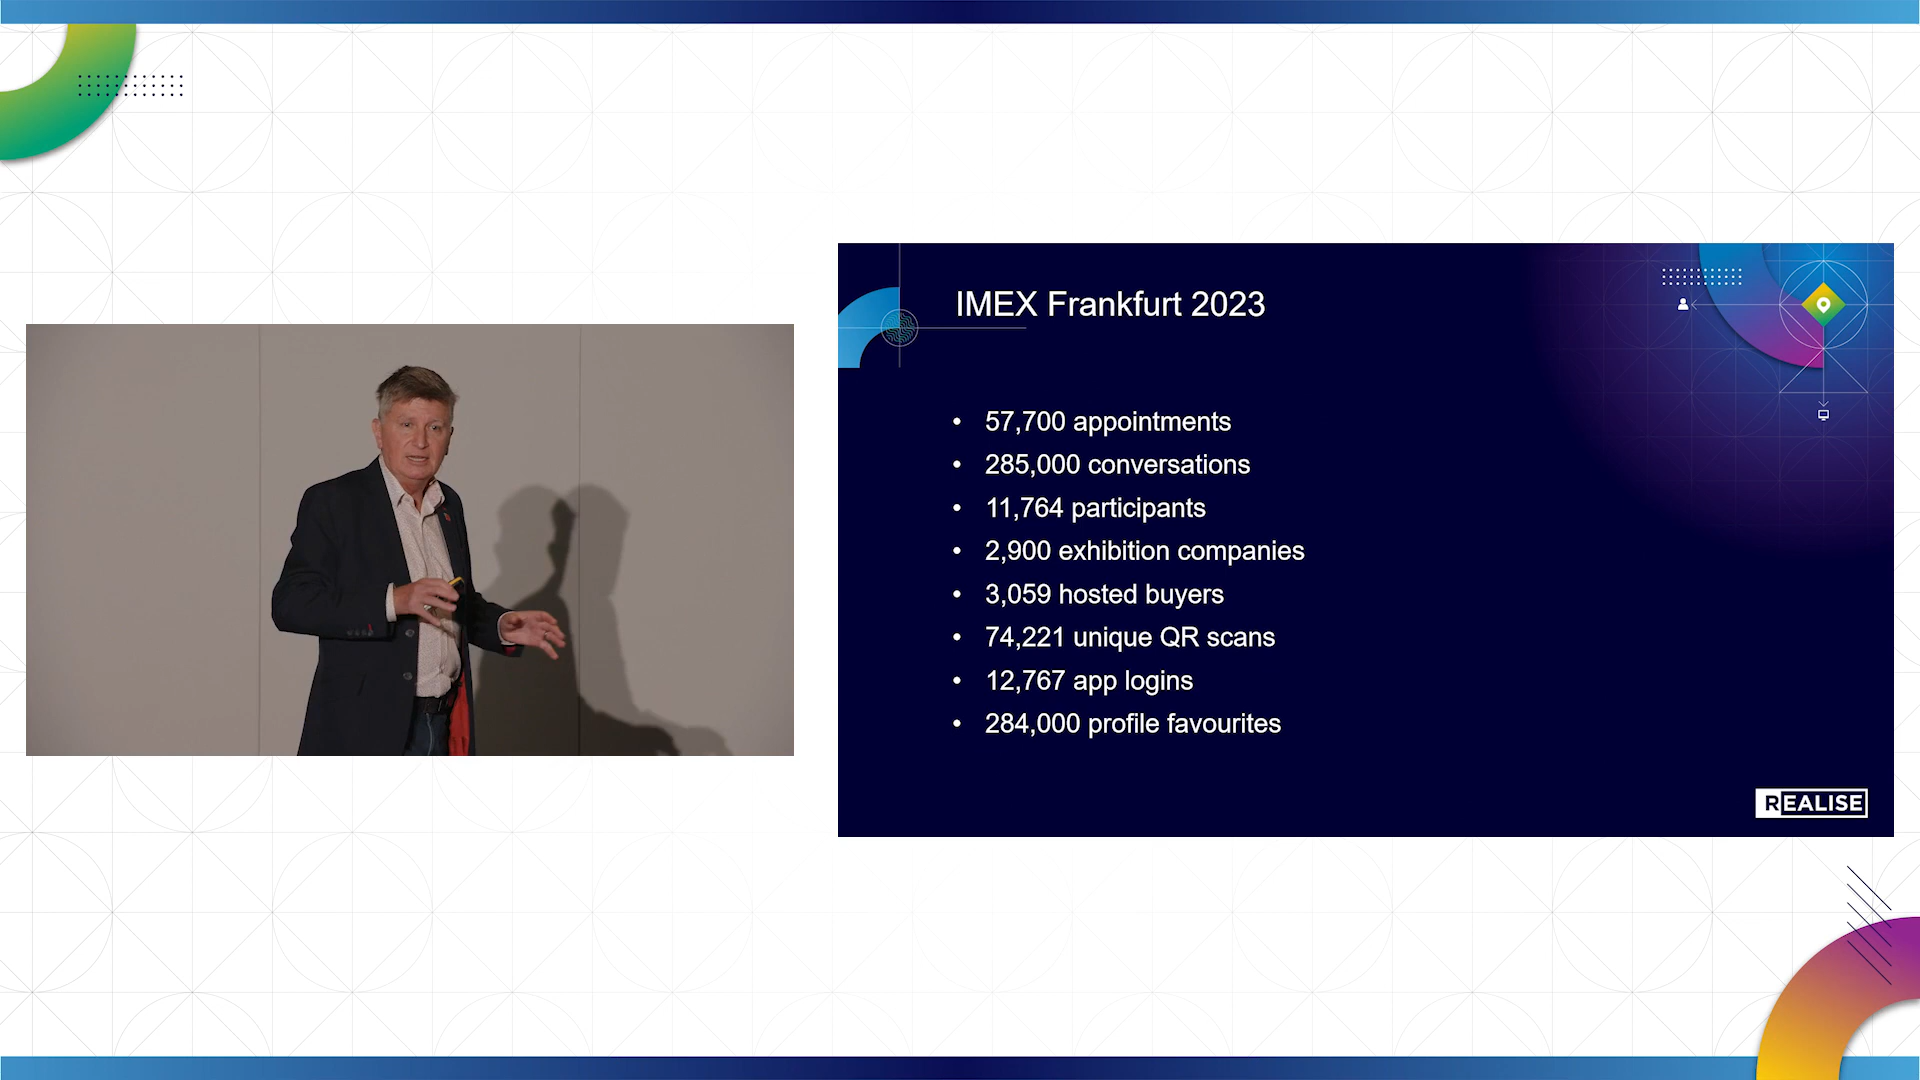 IMEX Frankfurt 2023
• 57,700 appointments
• 285,000 conversations
• 11,764 participants
• 2,900 exhibition companies
• 3,059 hosted buyers
• 74,221 unique QR scans
• 12,767 app logins
• 284,000 profile favourites
REALISE